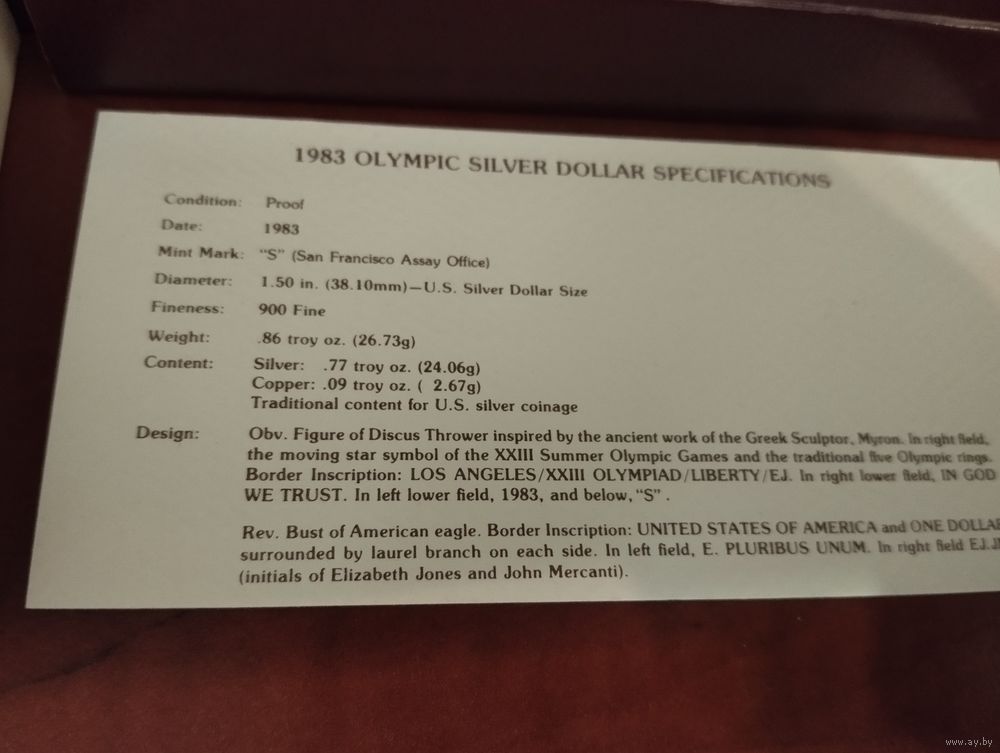 1983 OLYMPIC SILVER DOLLAR SPECIFICATIONS
Condition: Proof
Date: 1983
Mint Mark: "S" (San Francisco Assay Office)
Diameter: 1.50 in. (38.10mm)—U.S. Silver Dollar Size
Fineness: 900 Fine
Weight: .86 troy oz. (26.73g)
Content: Silver: .77 troy oz. (24.06g)
Copper: .09 troy oz. ( 2.67g)
Traditional content for U.S. silver coinage
Design: Obv. Figure of Discus Thrower inspired by the ancient work of the Greek Sculptor, Myron. In right field,
the moving star symbol of the XXIII Summer Olympic Games and the traditional five Olympic rings.
Border Inscription: LOS ANGELES/XXIII OLYMPIAD/LIBERTY/EJ. In right lower field, IN GOD
WE TRUST. In left lower field, 1983, and below, "S" .
Rev. Bust of American eagle. Border Inscription: UNITED STATES OF AMERICA and ONE DOLLAR
surrounded by laurel branch on each side. In left field, E. PLURIBUS UNUM. In right field EJ.
(initials of Elizabeth Jones and John Mercanti).
www.ay.by